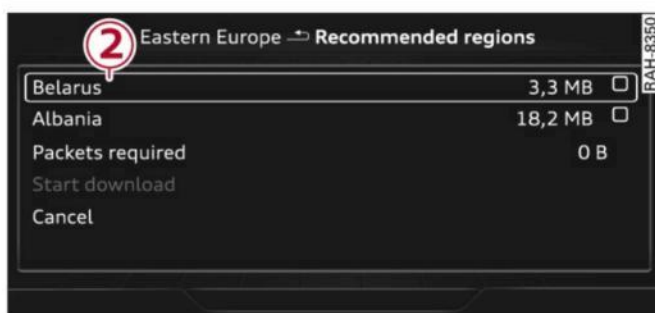 2 Eastern Europe Recommended regions
Belarus 3,3 MB
Albania 18,2 MB
Packets required 0 B
Start download
Cancel
RAH-8350